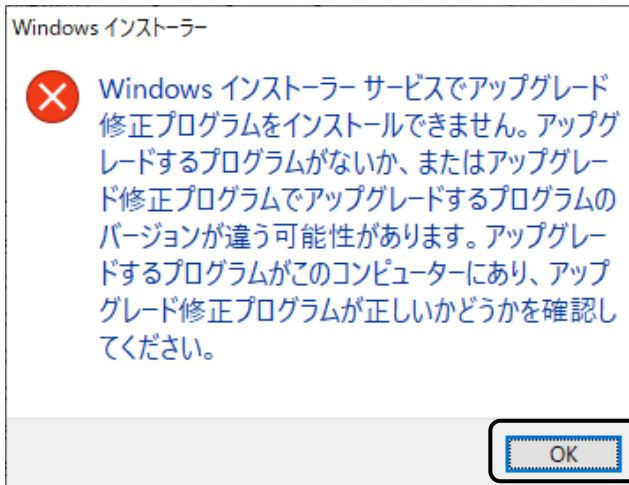 Windows インストーラー
Windows インストーラー サービスでアップグレード
修正プログラムをインストールできません。アップグ
レードするプログラムがないか、またはアップグレー
ド修正プログラムでアップグレードするプログラムの
バージョンが違う可能性があります。アップグレー
ドするプログラムがこのコンピューターにあり、アップ
グレード修正プログラムが正しいかどうかを確認し
てください。
OK